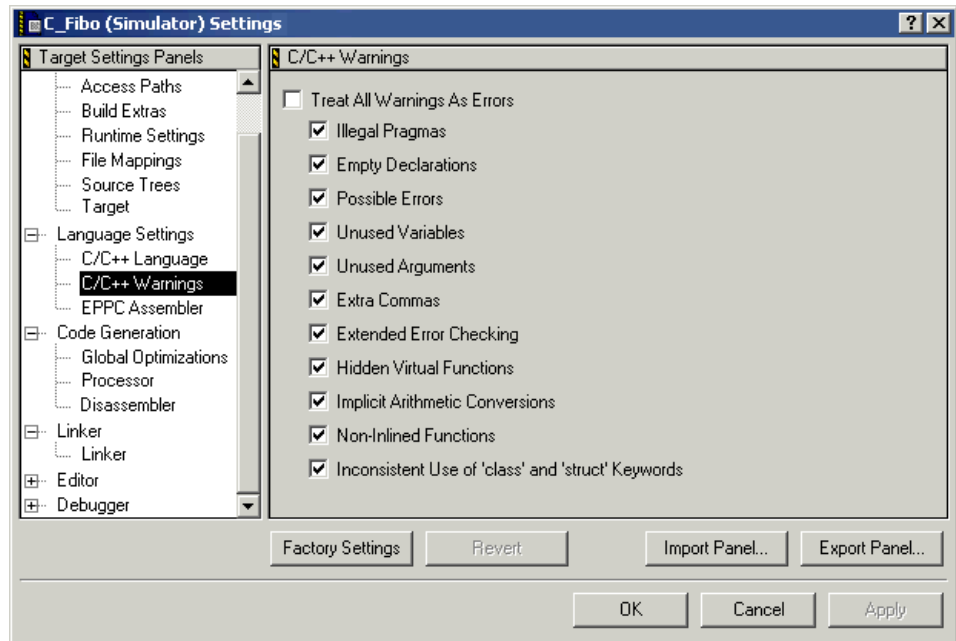 C_Fibo (Simulator) Settings
Target Settings Panels
Access Paths
Build Extras
Runtime Settings
File Mappings
Source Trees
Target
Language Settings
C/C++ Language
C/C++ Warnings
EPPC Assembler
Code Generation
Global Optimizations
Processor
Disassembler
Linker
Linker
Editor
Debugger
C/C++ Warnings
Treat All Warnings As Errors
Illegal Pragmas
Empty Declarations
Possible Errors
Unused Variables
Unused Arguments
Extra Commas
Extended Error Checking
Hidden Virtual Functions
Implicit Arithmetic Conversions
Non-Inlined Functions
Inconsistent Use of 'class' and 'struct' Keywords
Factory Settings
Revert
Import Panel...
Export Panel...
OK
Cancel
Apply